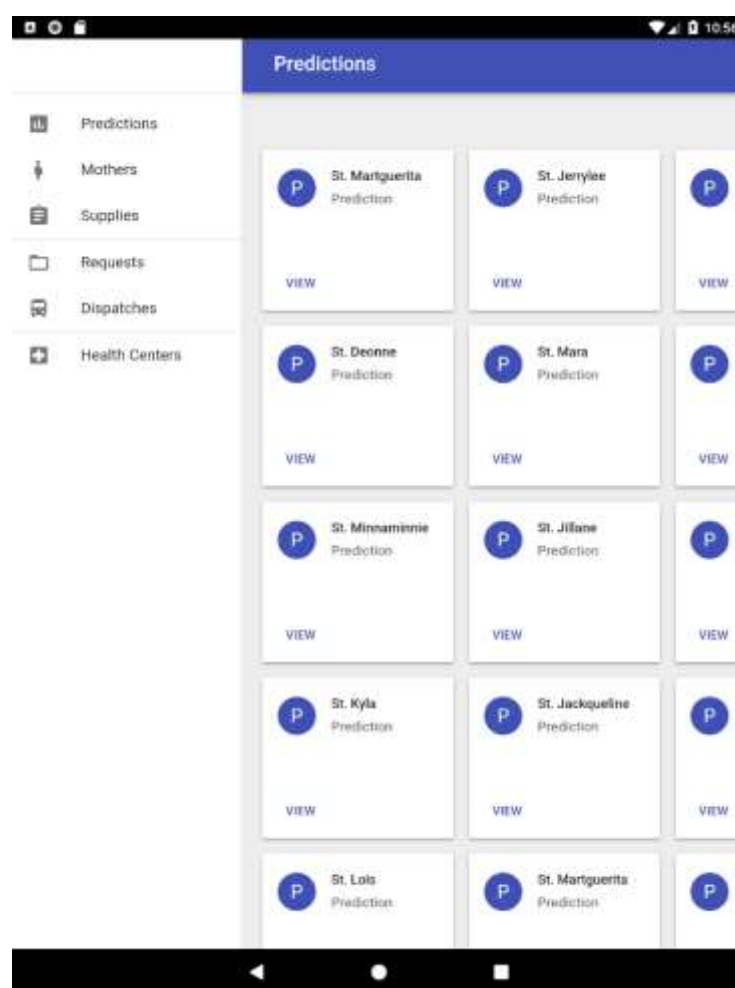 10:56
Predictions
Predictions
Mothers
Supplies
Requests
Dispatches
Health Centers
P St. Martguerita P St. Jerrylee P
Prediction Prediction
VIEW VIEW VIEW
P St. Deonne P St. Mara P
Prediction Prediction
VIEW VIEW VIEW
P St. Minnaminnie P St. Jillane P
Prediction Prediction
VIEW VIEW VIEW
P St. Kyla P St. Jackqueline P
Prediction Prediction
VIEW VIEW VIEW
P St. Lois P St. Martguerita P
Prediction Prediction